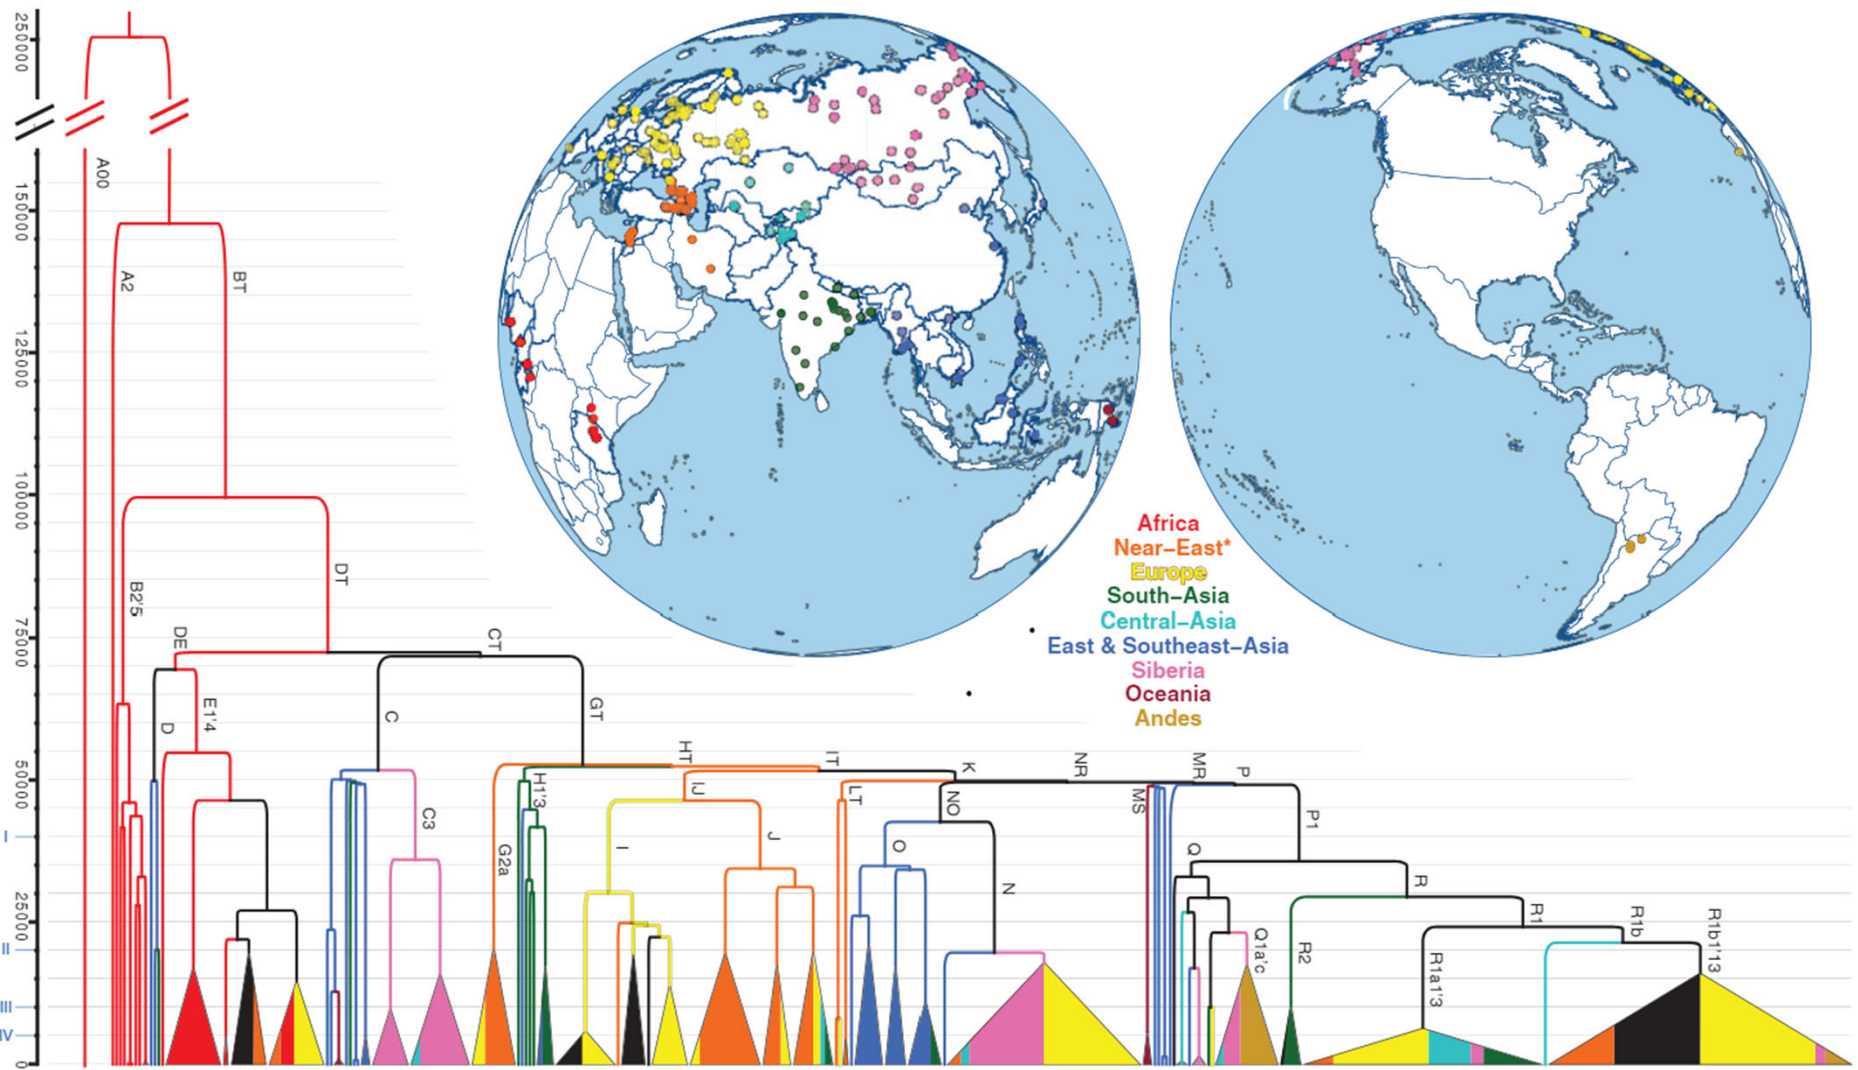 250000
150000
125000
100000
75000
50000
25000
0
I
II
III
IV
A00
A2
BT
B2'5
DT
DE
CT
D
E1'4
C
GT
C3
HT
G2a
H1'3
IT
IJ
I
J
K
LT
NO
O
N
NR
MS
MR
P
P1
Q
R
Q1a'c
R2
R1
R1a1'3
R1b
R1b1'13
Africa
Near–East*
Europe
South–Asia
Central–Asia
East & Southeast–Asia
Siberia
Oceania
Andes